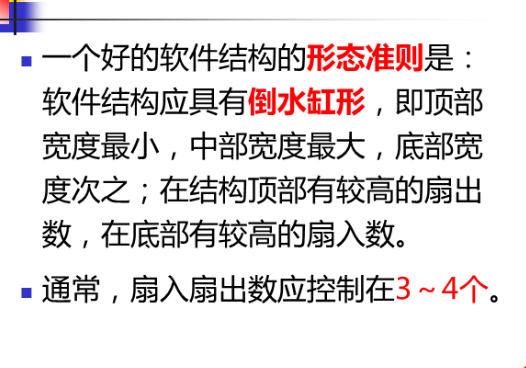 一个好的软件结构的形态准则是：
软件结构应具有倒水缸形，即顶部
宽度最小，中部宽度最大，底部宽
度次之；在结构顶部有较高的扇出
数，在底部有较高的扇入数。
通常，扇入扇出数应控制在3～4个。